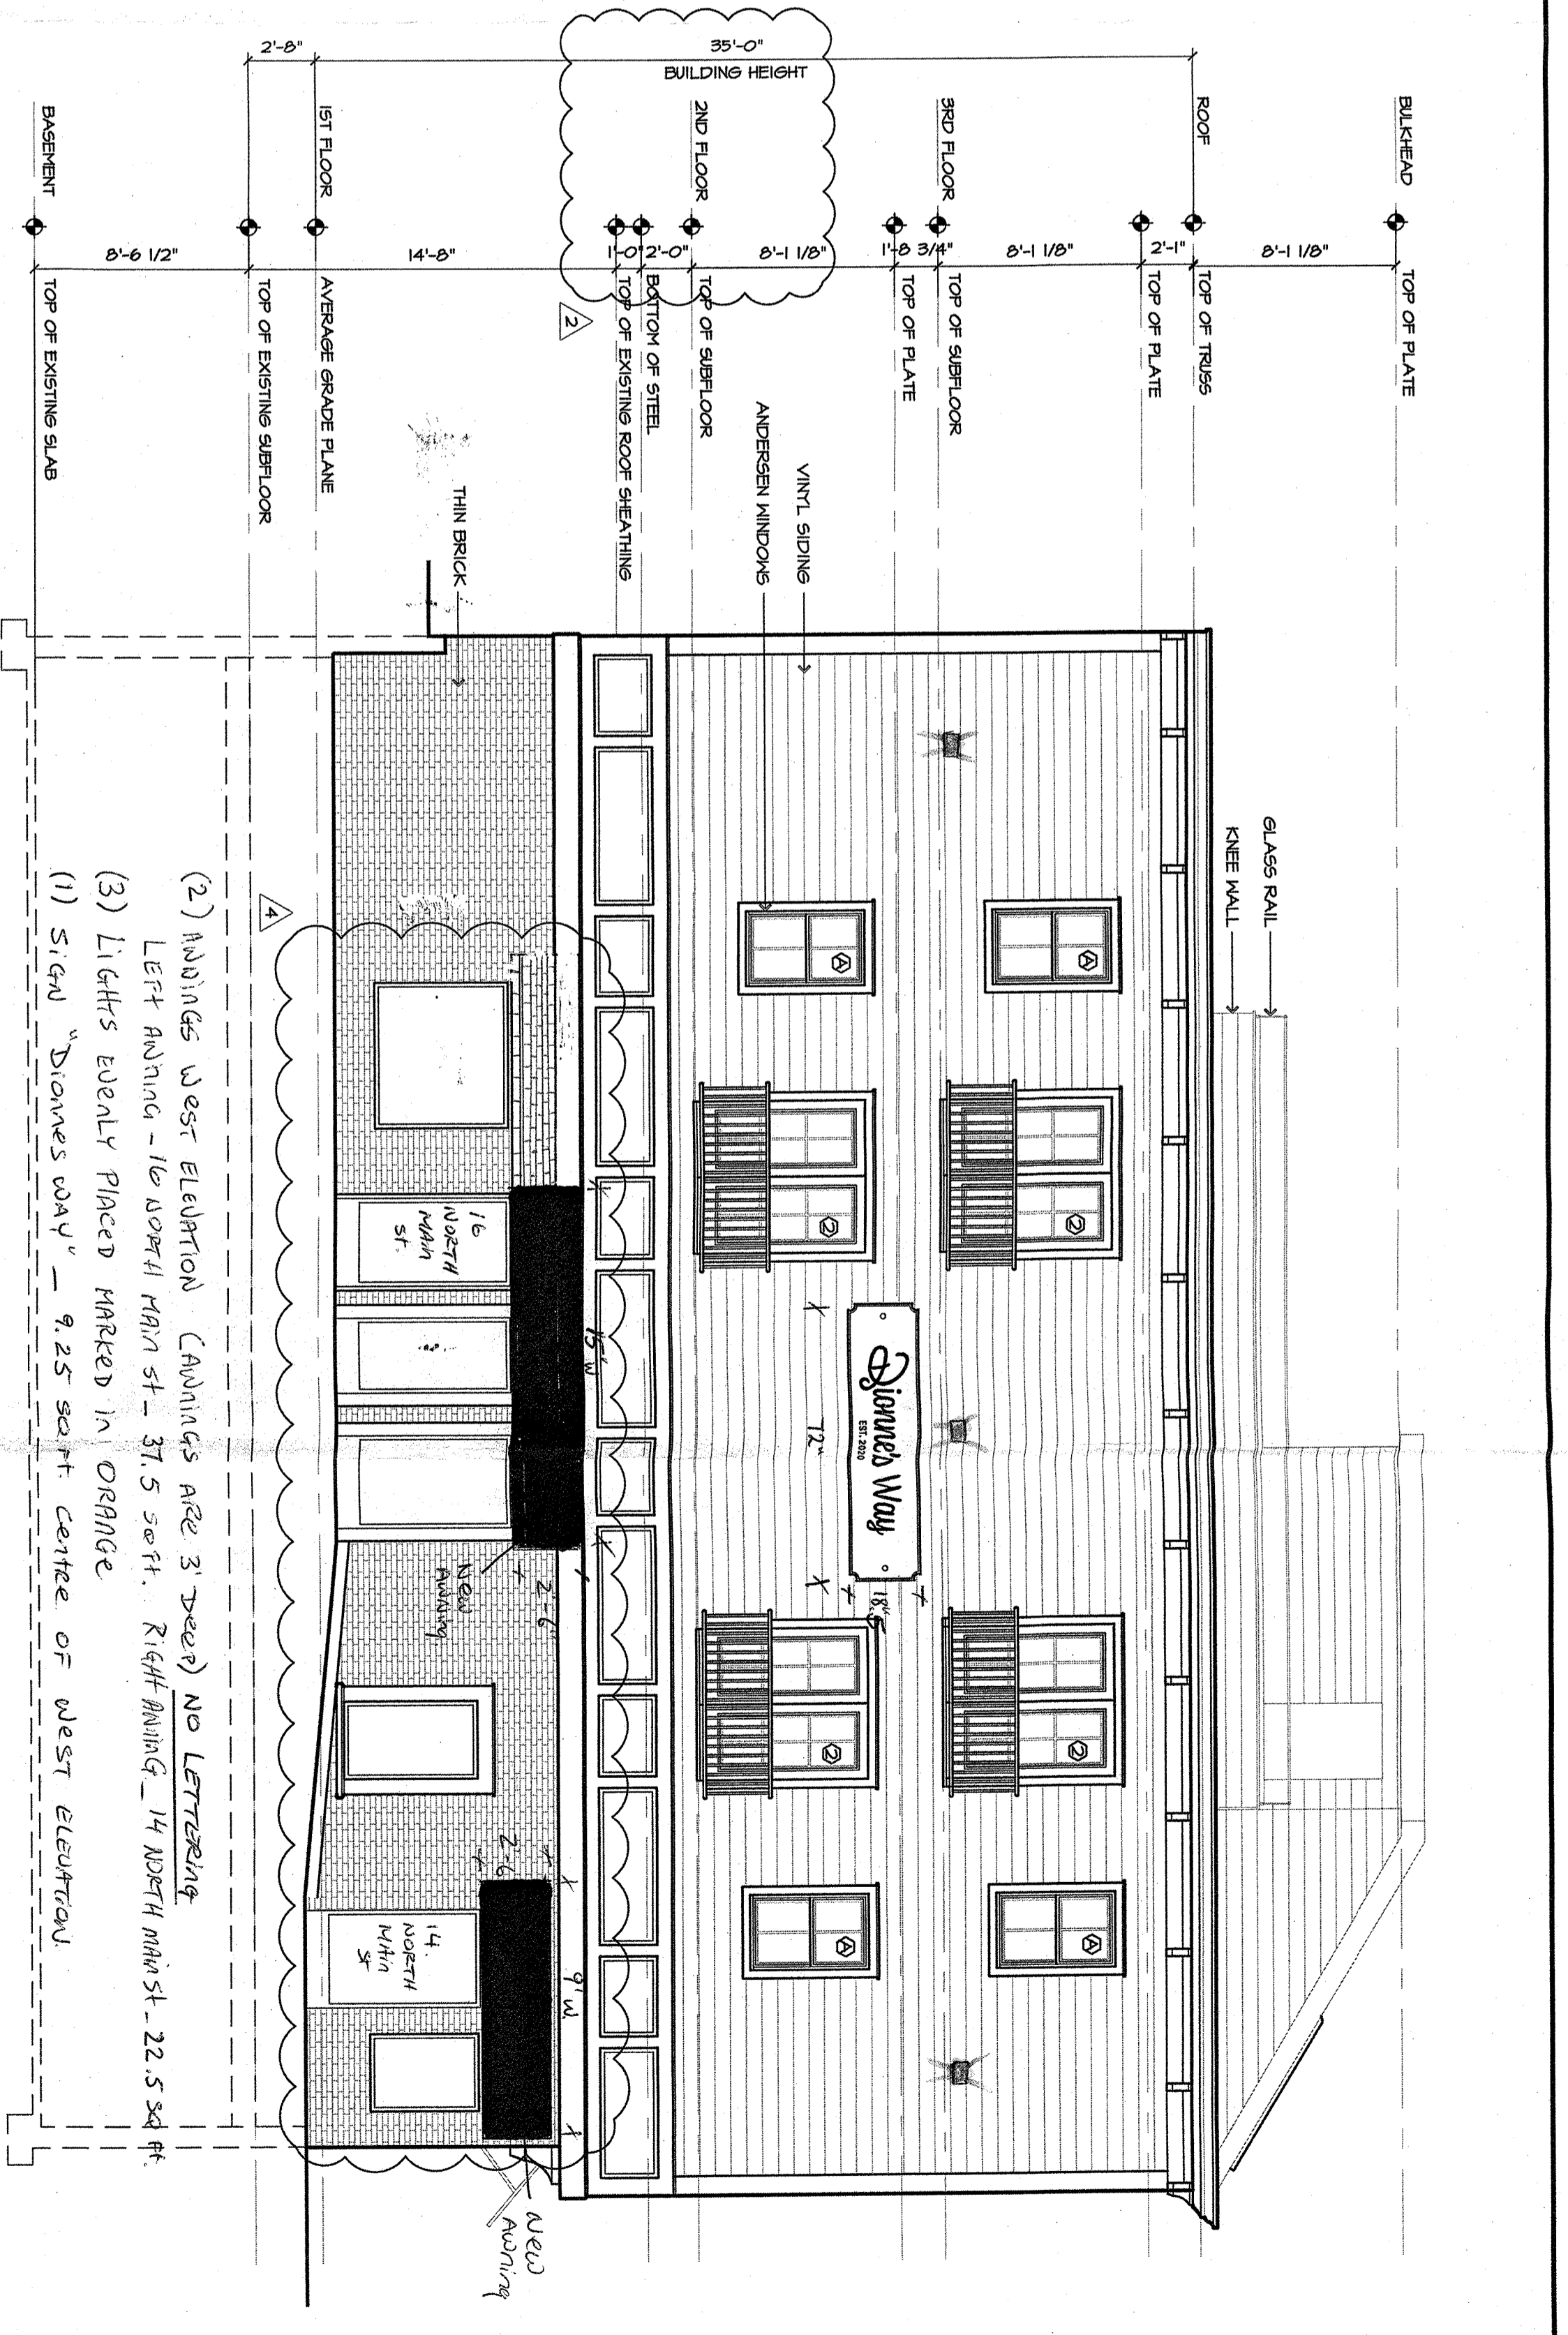 BULKHEAD
TOP OF PLATE
8'-1 1/8"
ROOF
TOP OF TRUSS
2'-1"
TOP OF PLATE
8'-1 1/8"
3RD FLOOR
TOP OF SUBFLOOR
1'-8 3/4"
TOP OF PLATE
8'-1 1/8"
2ND FLOOR
TOP OF SUBFLOOR
2'-0"
BOTTOM OF STEEL
1'-0"
TOP OF EXISTING ROOF SHEATHING
14'-8"
1ST FLOOR
AVERAGE GRADE PLANE
TOP OF EXISTING SUBFLOOR
8'-6 1/2"
BASEMENT
TOP OF EXISTING SLAB
35'-0"
BUILDING HEIGHT
2'-8"
2
GLASS RAIL
KNEE WALL
VINYL SIDING
ANDERSEN WINDOWS
THIN BRICK
A
2
2
A
A
2
2
A
Dionne's Way
EST. 2020
72"
18.5"
15' W
2'-6"
New
Awning
16
NORTH
MAIN
St.
9' W.
2'-6
14.
NORTH
MAIN
St
New
Awning
4
(2) AWNINGS WEST ELEVATION (AWNINGS ARE 3' DEEP) NO LETTERING
LEFT AWNING - 16 NORTH MAIN St - 37.5 SQFT. RIGHT AWING - 14 NORTH MAIN St - 22.5 SQ FT.
(3) LIGHTS EVENLY PLACED MARKED IN ORANGE
(1) SIGN "DIONNES WAY" - 9.25 SQ.FT. CENTRE OF WEST ELEVATION.